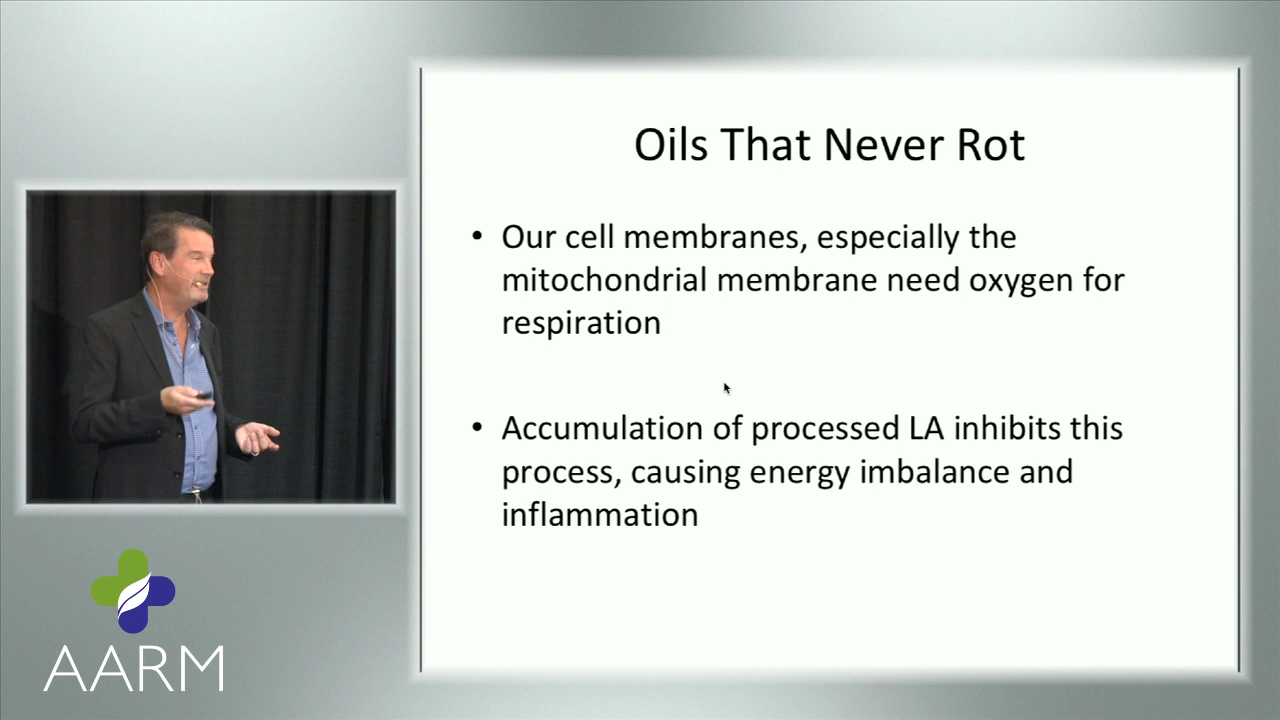 Oils That Never Rot
• Our cell membranes, especially the
mitochondrial membrane need oxygen for
respiration
• Accumulation of processed LA inhibits this
process, causing energy imbalance and
inflammation
AARM